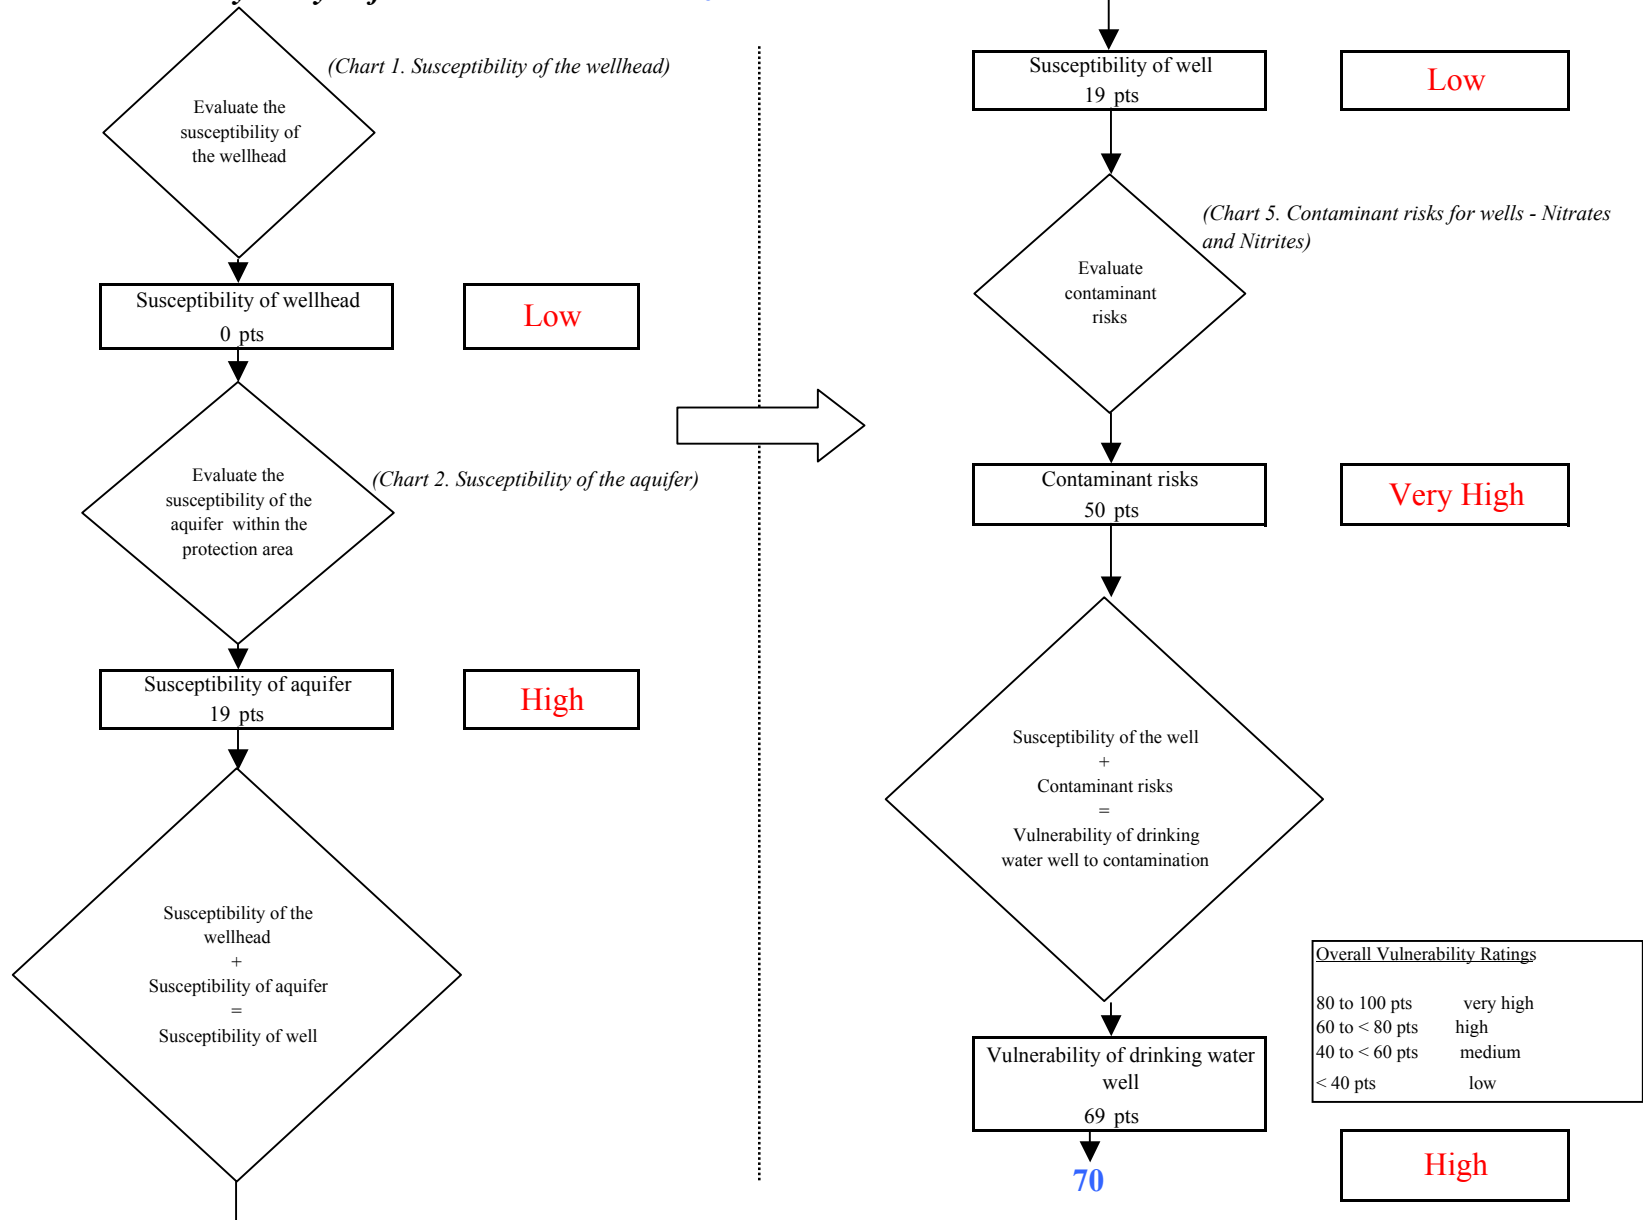 (Chart 1. Susceptibility of the wellhead)
Evaluate the
susceptibility of
the wellhead
Susceptibility of wellhead
0 pts
Low
Evaluate the
susceptibility of the
aquifer within the
protection area
(Chart 2. Susceptibility of the aquifer)
Susceptibility of aquifer
19 pts
High
Susceptibility of the
wellhead
+
Susceptibility of aquifer
=
Susceptibility of well
Susceptibility of well
19 pts
Low
(Chart 5. Contaminant risks for wells - Nitrates
and Nitrites)
Evaluate
contaminant
risks
Contaminant risks
50 pts
Very High
Susceptibility of the well
+
Contaminant risks
=
Vulnerability of drinking
water well to contamination
Overall Vulnerability Ratings
80 to 100 pts very high
60 to < 80 pts high
40 to < 60 pts medium
< 40 pts low
Vulnerability of drinking water
well
69 pts
70
High